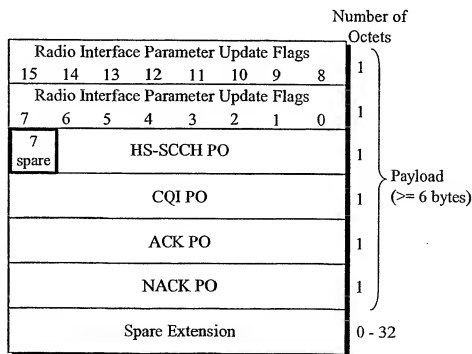 Number of
Octets
Radio Interface Parameter Update Flags
15 14 13 12 11 10 9 8
1
Radio Interface Parameter Update Flags
7 6 5 4 3 2 1 0
1
7
spare
HS-SCCH PO
1
CQI PO
1
Payload
(>= 6 bytes)
ACK PO
1
NACK PO
1
Spare Extension
0 - 32